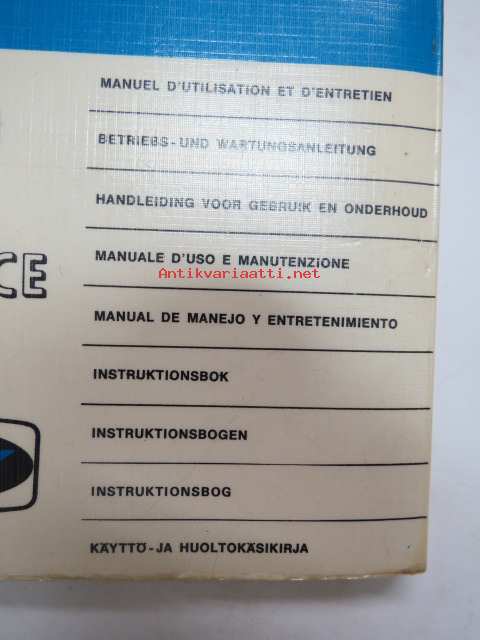 MANUEL D'UTILISATION ET D'ENTRETIEN
BETRIEBS- UND WARTUNGSANLEITUNG
HANDLEIDING VOOR GEBRUIK EN ONDERHOUD
MANUALE D'USO E MANUTENZIONE
Antikvariaatti.net
CE
MANUAL DE MANEJO Y ENTRETENIMIENTO
INSTRUKTIONSBOK
INSTRUKTIONSBOGEN
INSTRUKTIONSBOG
KÄYTTÖ-JA HUOLTOKÄSIKIRJA